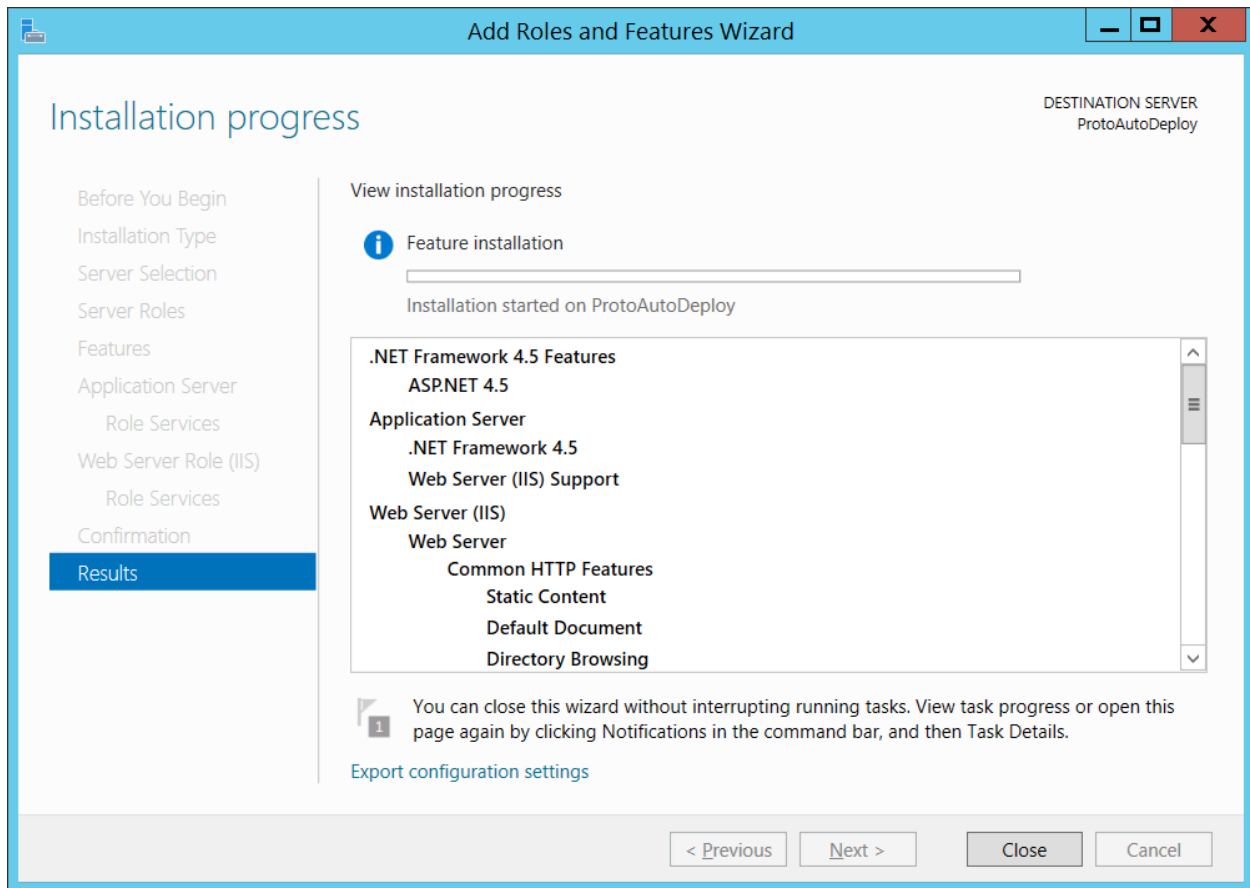 Add Roles and Features Wizard
Installation progress
DESTINATION SERVER
ProtoAutoDeploy
Before You Begin
Installation Type
Server Selection
Server Roles
Features
Application Server
Role Services
Web Server Role (IIS)
Role Services
Confirmation
Results
View installation progress
Feature installation
Installation started on ProtoAutoDeploy
.NET Framework 4.5 Features
ASP.NET 4.5
Application Server
.NET Framework 4.5
Web Server (IIS) Support
Web Server (IIS)
Web Server
Common HTTP Features
Static Content
Default Document
Directory Browsing
1
You can close this wizard without interrupting running tasks. View task progress or open this
page again by clicking Notifications in the command bar, and then Task Details.
Export configuration settings
< Previous
Next >
Close
Cancel